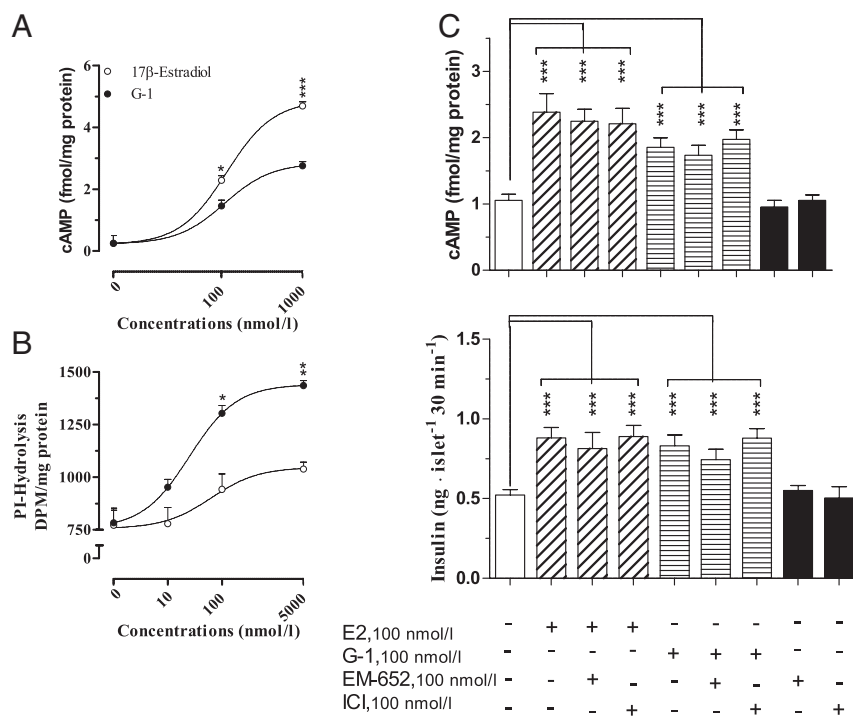 A
cAMP (fmol/mg protein)
6
4
2
0
17β-Estradiol
G-1
*
***
0
100
1000
Concentrations (nmol/l)
B
PI-Hydrolysis
DPM/mg protein
1500
1250
1000
750
0
*
**
0
10
100
5000
Concentrations (nmol/l)
C
cAMP (fmol/mg protein)
3
2
1
0
*** *** *** *** *** ***
Insulin (ng · islet⁻¹ 30 min⁻¹)
1.5
1.0
0.5
0.0
*** *** *** *** *** ***
E2,100 nmol/l - + + + - - - - -
G-1,100 nmol/l - - - - + + + - -
EM-652,100 nmol/l - - + - - + - + -
ICI,100 nmol/l - - - + - - + - +